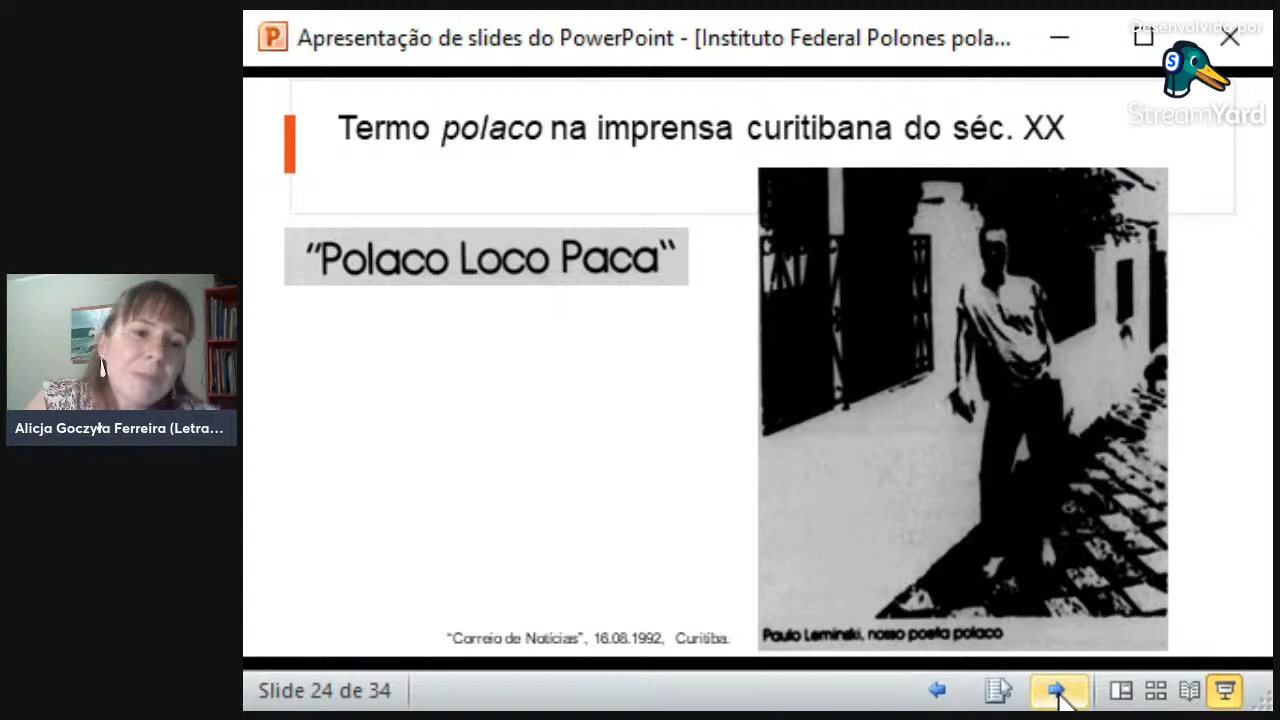 Apresentação de slides do PowerPoint - [Instituto Federal Polones pola...
Desenvolvido por
StreamYard
Termo polaco na imprensa curitibana do séc. XX
"Polaco Loco Paca"
Alicja Goczyła Ferreira (Letra...
"Correio de Notícias", 16.08.1992, Curitiba.
Paulo Leminski, nosso poeta polaco
Slide 24 de 34